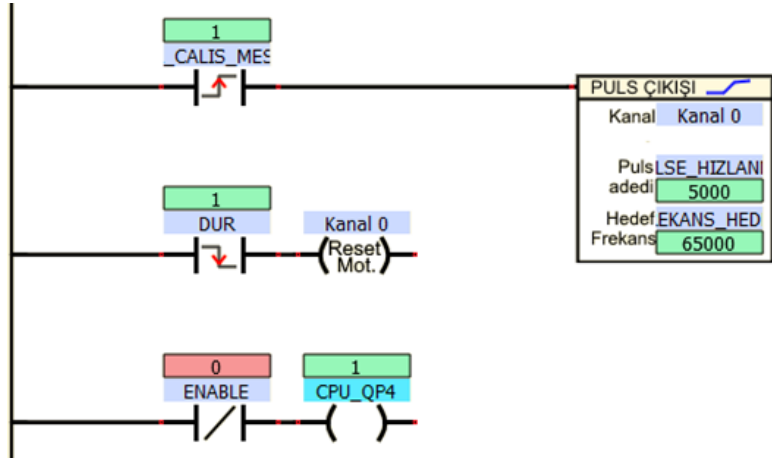 1
_CALIS_MES
PULS ÇIKIŞI
Kanal Kanal 0
Puls adedi LSE_HIZLAN
5000
Hedef Frekans EKANS_HED
65000
1
DUR
Kanal 0
Reset
Mot.
0
ENABLE
1
CPU_QP4